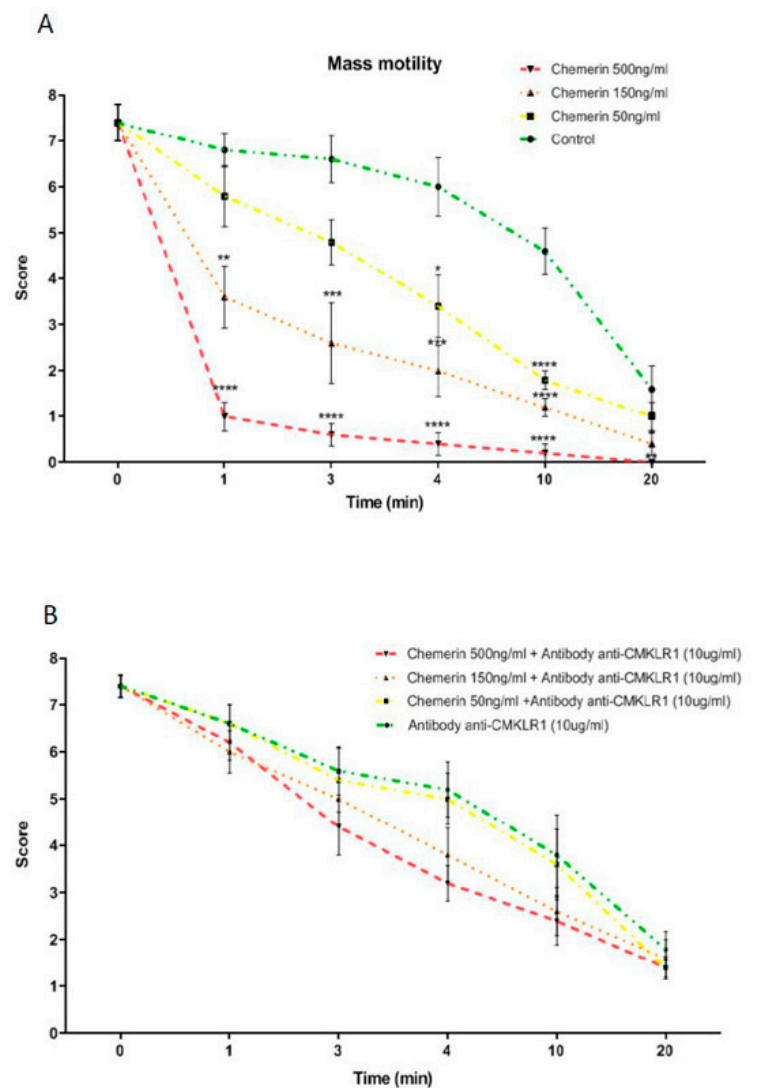 A
Mass motility
Chemerin 500ng/ml
Chemerin 150ng/ml
Chemerin 50ng/ml
Control
8
7
6
5
4
3
2
1
0
Score
**
****
***
****
*
***
****
****
****
****
**
0 1 3 4 10 20
Time (min)
B
Chemerin 500ng/ml + Antibody anti-CMKLR1 (10ug/ml)
Chemerin 150ng/ml + Antibody anti-CMKLR1 (10ug/ml)
Chemerin 50ng/ml +Antibody anti-CMKLR1 (10ug/ml)
Antibody anti-CMKLR1 (10ug/ml)
8
7
6
5
4
3
2
1
0
Score
0 1 3 4 10 20
Time (min)